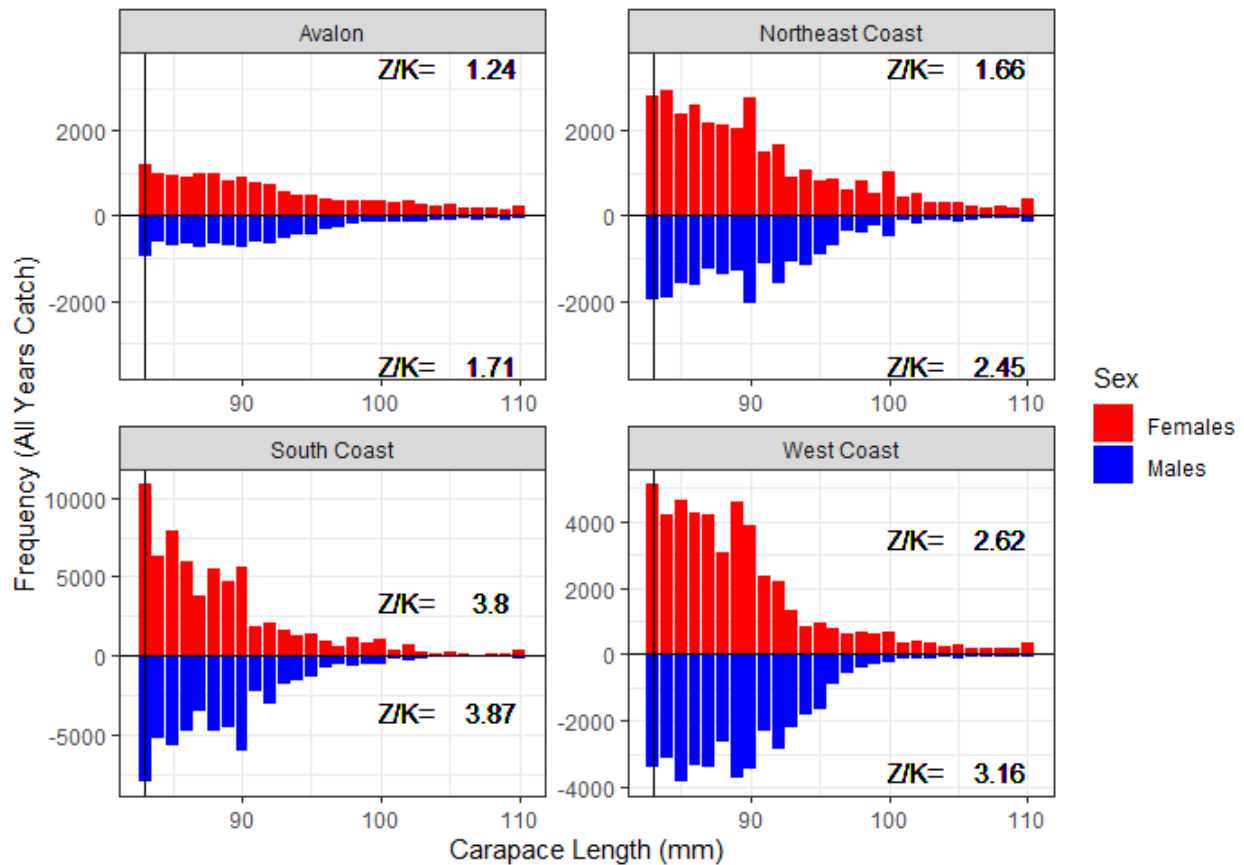 Avalon
Z/K= 1.24
2000
0
-2000
Z/K= 1.71
90 100 110
Northeast Coast
Z/K= 1.66
2000
0
-2000
Z/K= 2.45
90 100 110
South Coast
10000
5000
Z/K= 3.8
0
Z/K= 3.87
-5000
90 100 110
West Coast
4000
Z/K= 2.62
2000
0
-2000
Z/K= 3.16
-4000
90 100 110
Frequency (All Years Catch)
Carapace Length (mm)
Sex
Females
Males